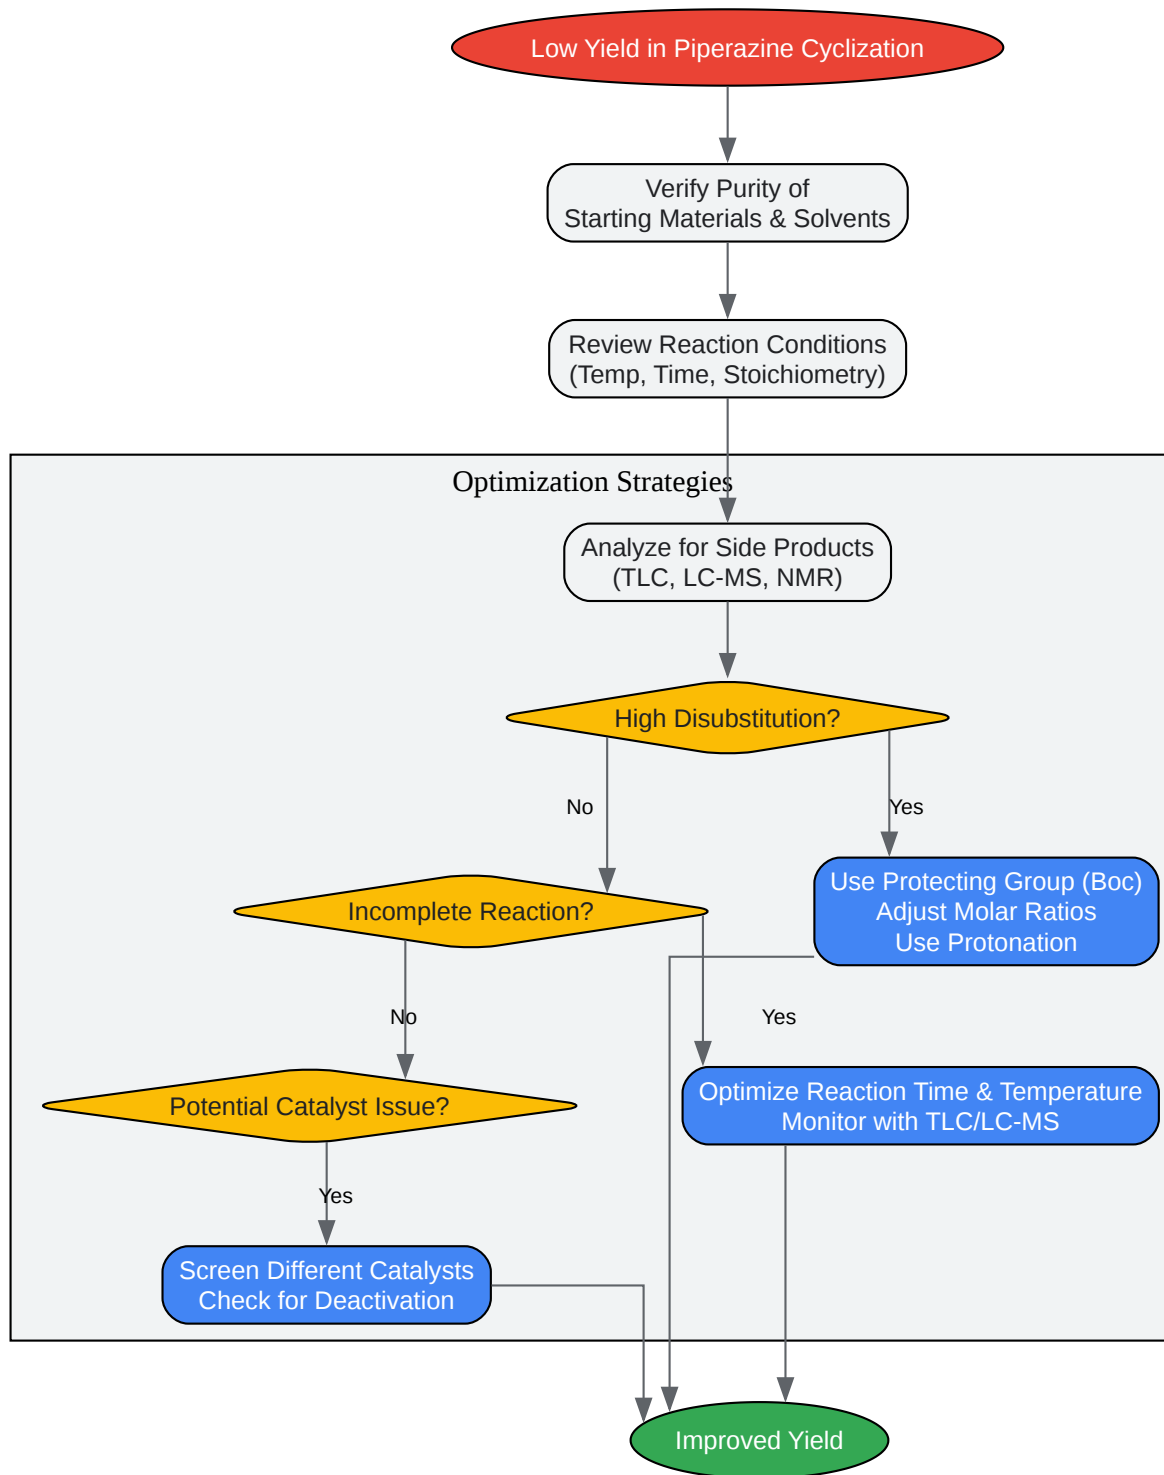 Low Yield in Piperazine Cyclization
Verify Purity of
Starting Materials & Solvents
Review Reaction Conditions
(Temp, Time, Stoichiometry)
Optimization Strategies
Analyze for Side Products
(TLC, LC-MS, NMR)
High Disubstitution?
No
Yes
Use Protecting Group (Boc)
Adjust Molar Ratios
Use Protonation
Incomplete Reaction?
No
Yes
Optimize Reaction Time & Temperature
Monitor with TLC/LC-MS
Potential Catalyst Issue?
Yes
Screen Different Catalysts
Check for Deactivation
Improved Yield